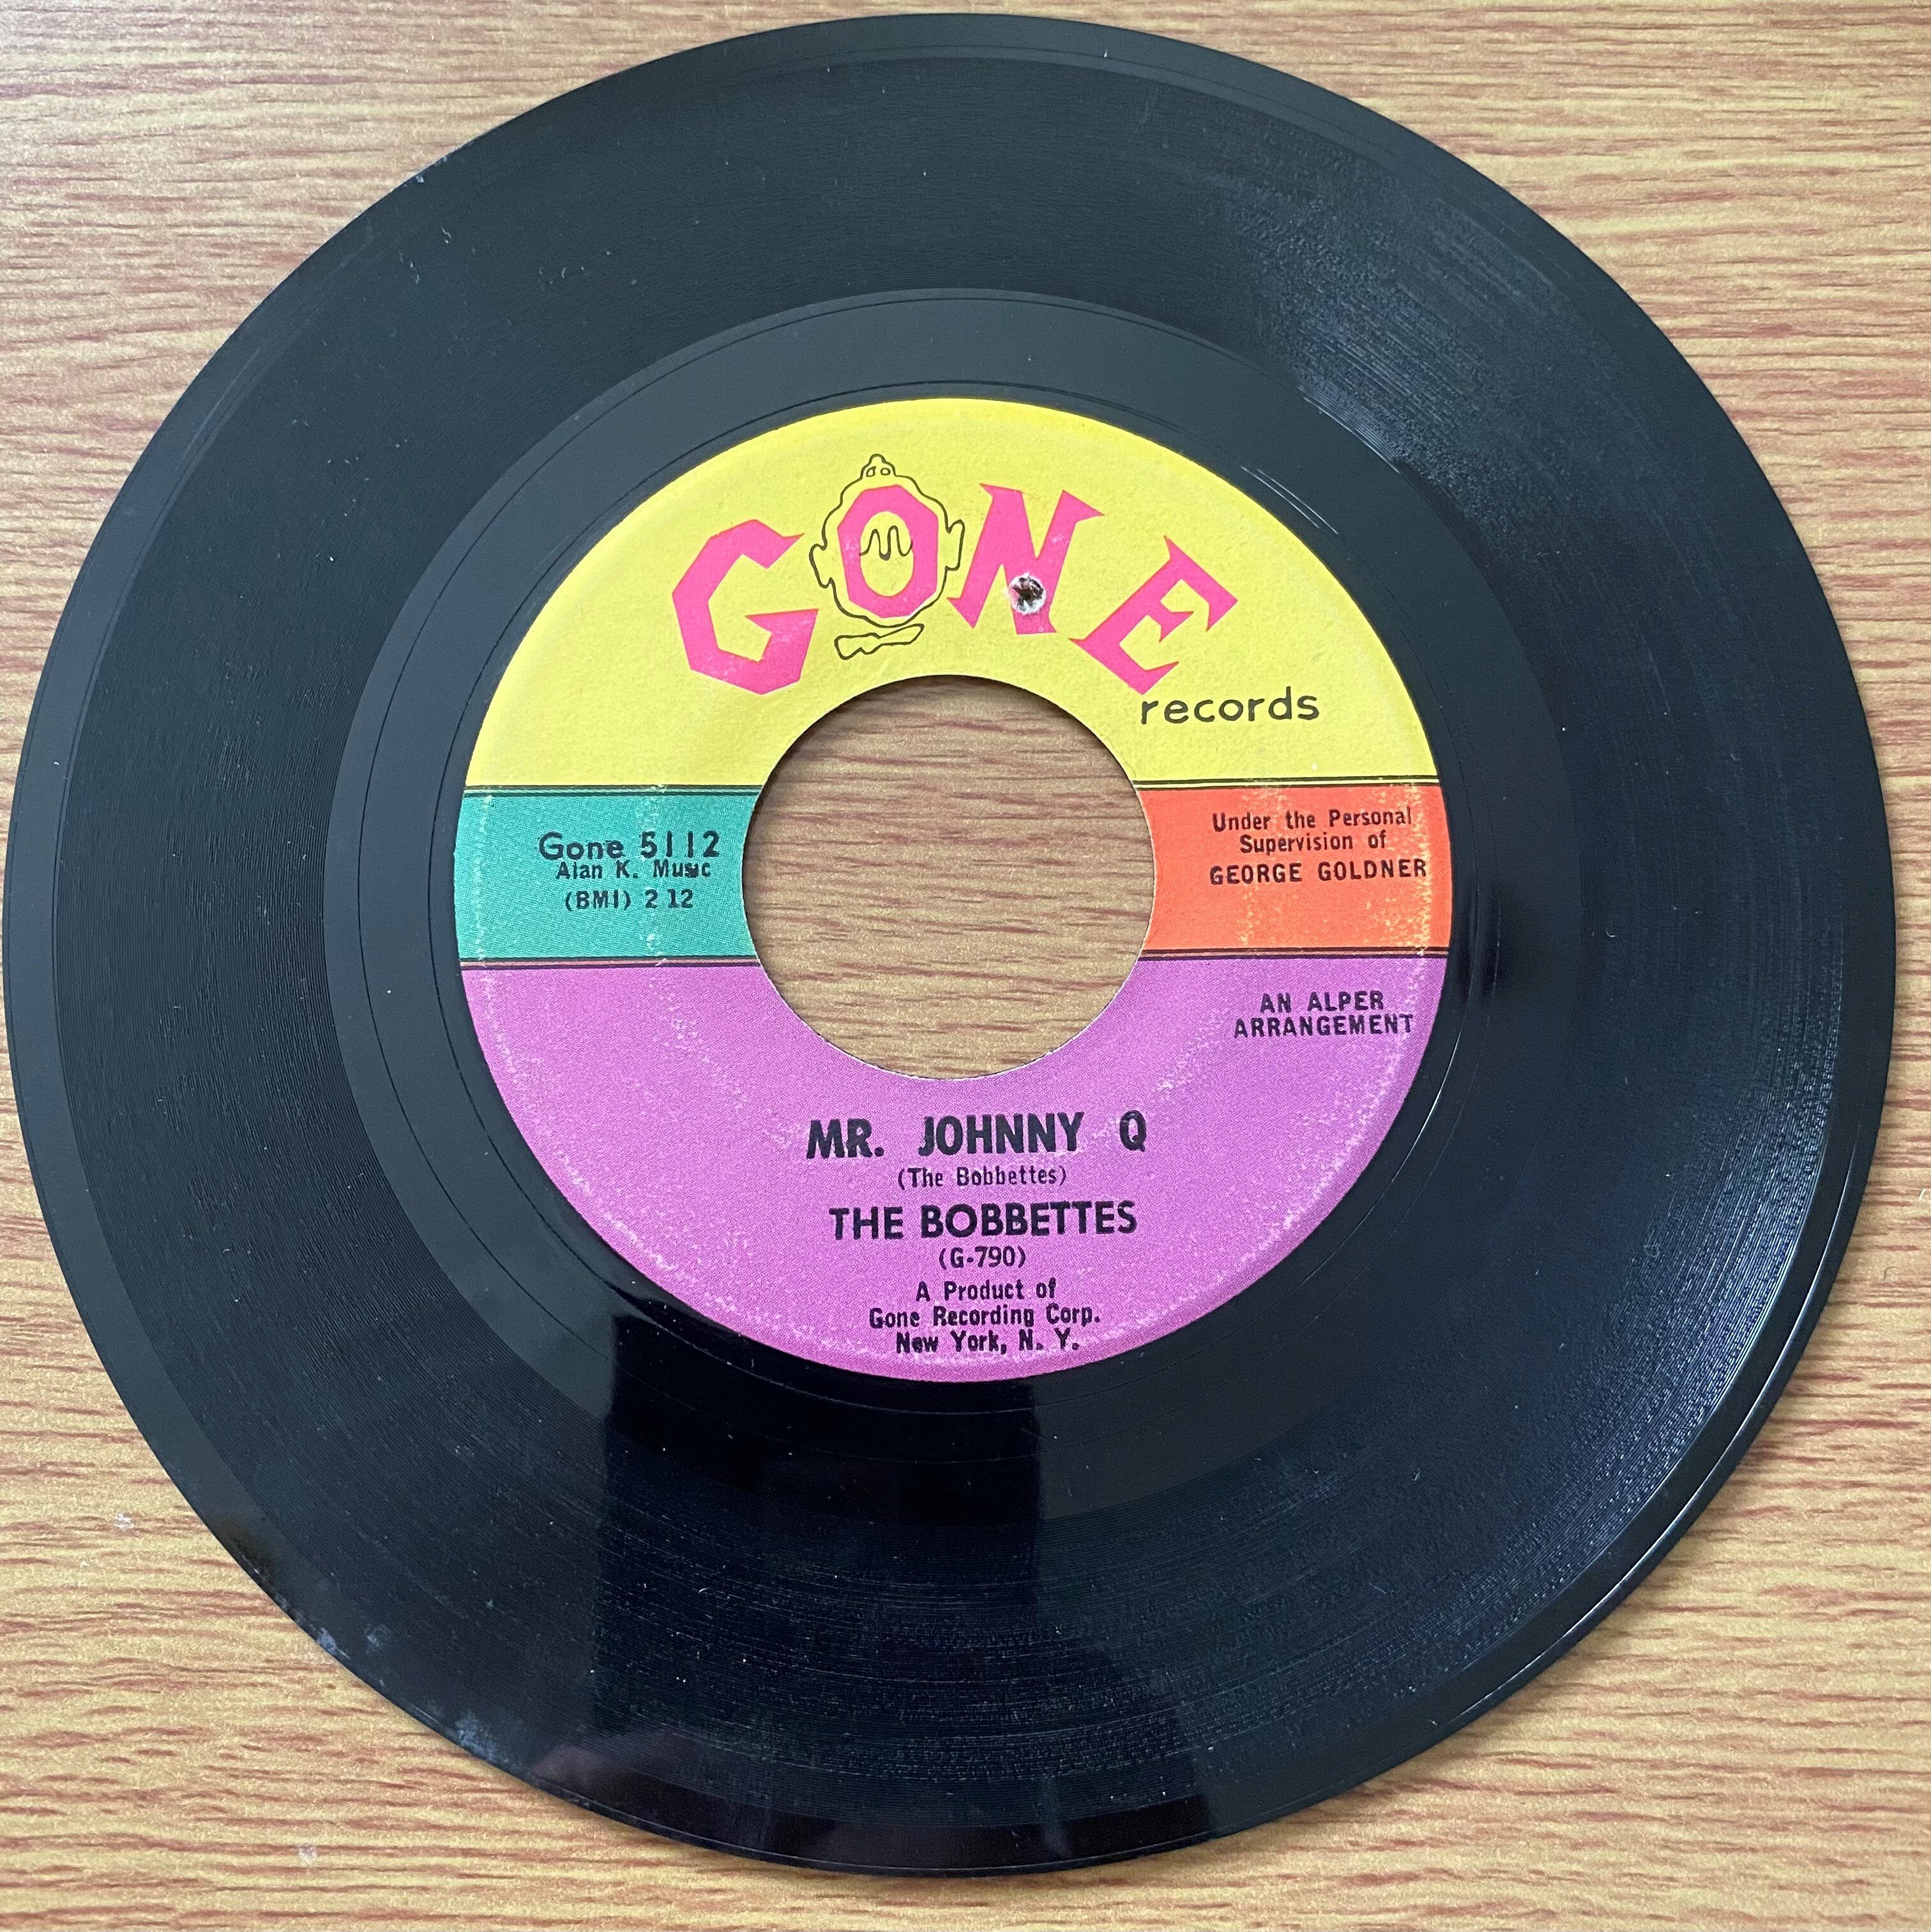 GONE
records
Gone 5112
Alan K. Music
(BMI) 2 12
Under the Personal
Supervision of
GEORGE GOLDNER
AN ALPER
ARRANGEMENT
MR. JOHNNY Q
(The Bobbettes)
THE BOBBETTES
(G-790)
A Product of
Gone Recording Corp.
New York, N. Y.